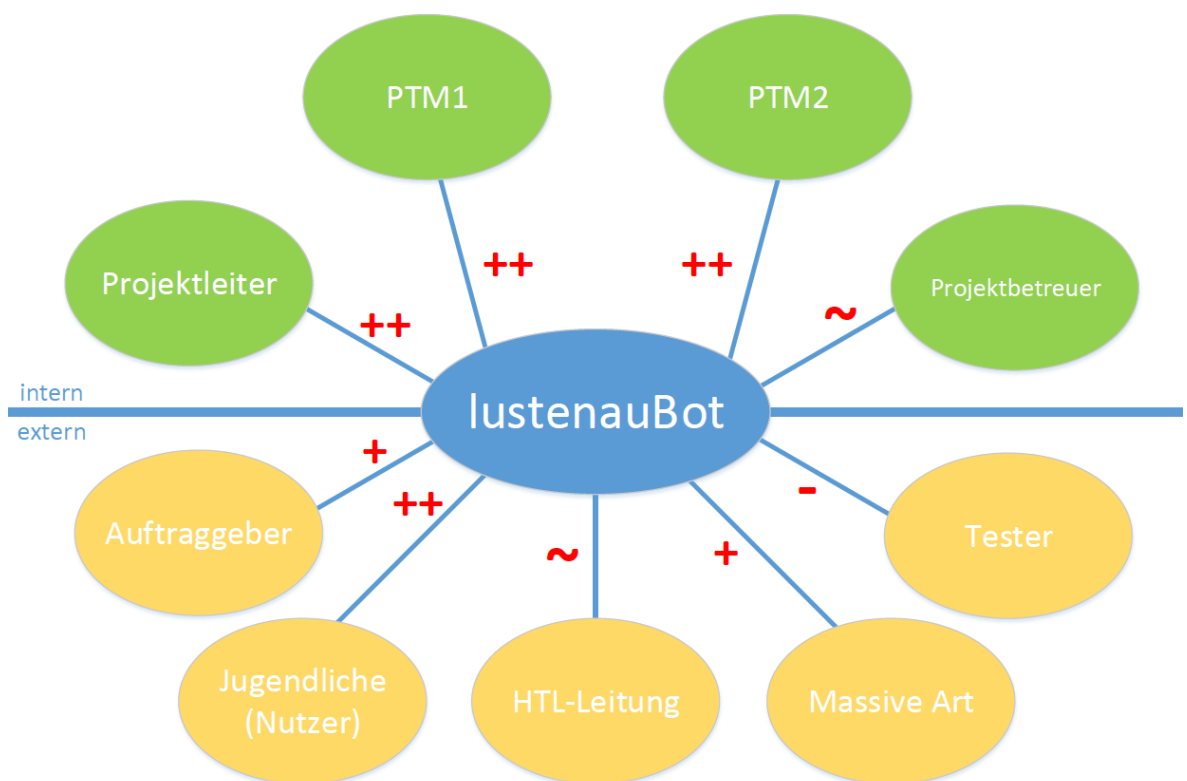 PTM1
PTM2
Projektleiter
Projektbetreuer
++
++
++
~
intern
lustenauBot
extern
+
++
~
+
-
Auftraggeber
Tester
Jugendliche
(Nutzer)
HTL-Leitung
Massive Art